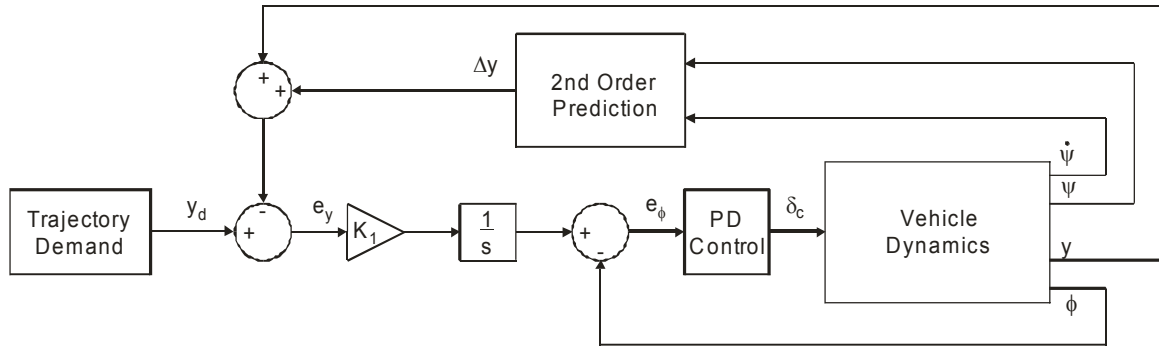 +
+
Δy
2nd Order
Prediction
ψ̇
ψ
Trajectory
Demand
y_d
-
+
e_y
K_1
1
s
+
-
e_ϕ
PD
Control
δ_c
Vehicle
Dynamics
y
ϕ